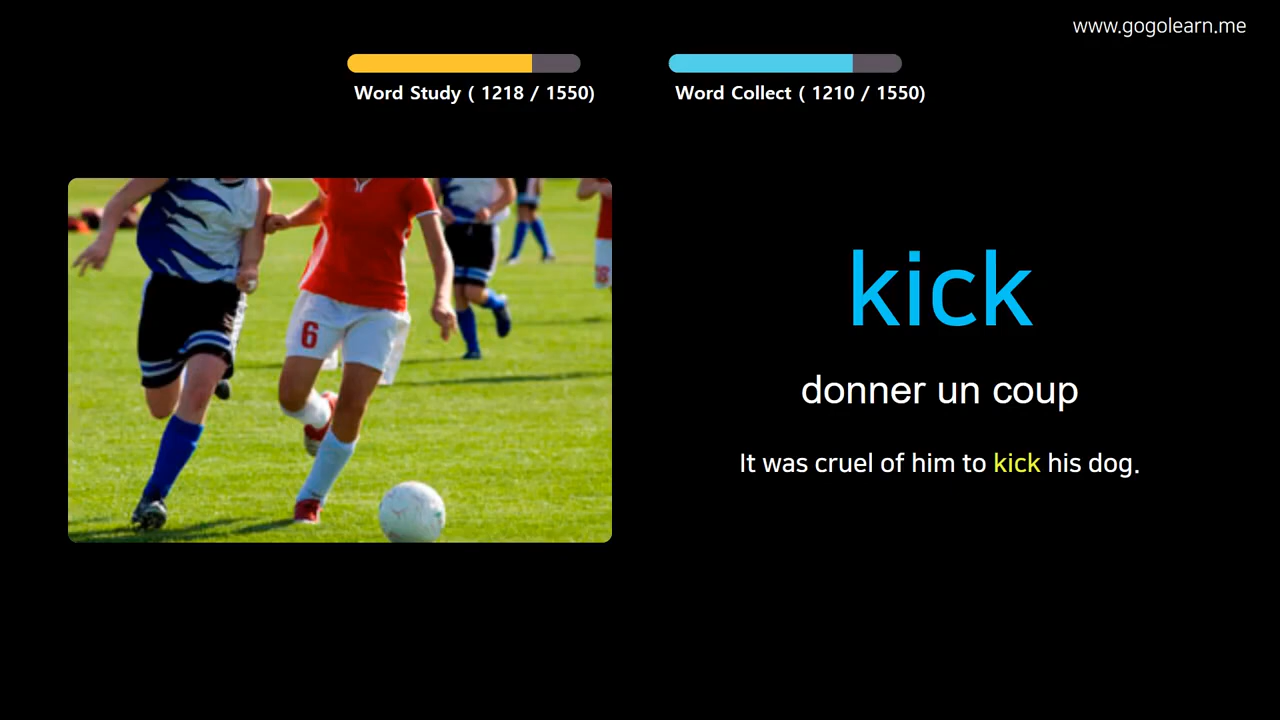 www.gogolearn.me
Word Study ( 1218 / 1550)
Word Collect ( 1210 / 1550)
6
kick
donner un coup
It was cruel of him to kick his dog.